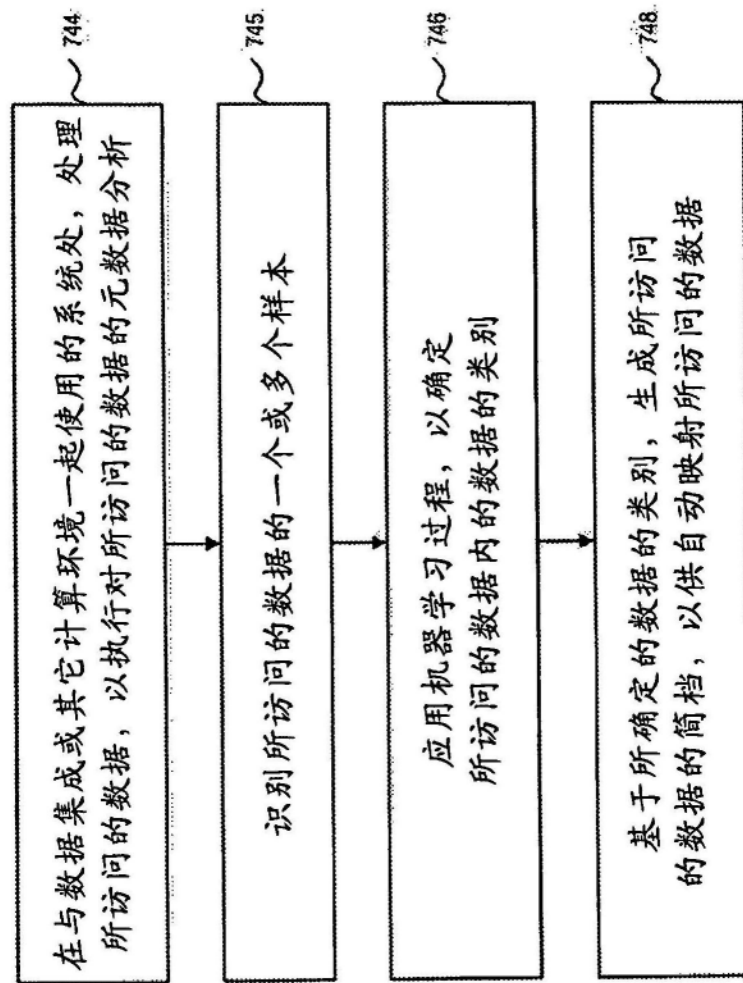 在与数据集成或其它计算环境一起使用的系统处，处理
所访问的数据，以执行对所访问的数据的元数据分析
744
识别所访问的数据的一个或多个样本
745
应用机器学习过程，以确定
所访问的数据内的数据的类别
746
基于所确定的数据的类别，生成所访问
的数据的简档，以供自动映射所访问的数据
748